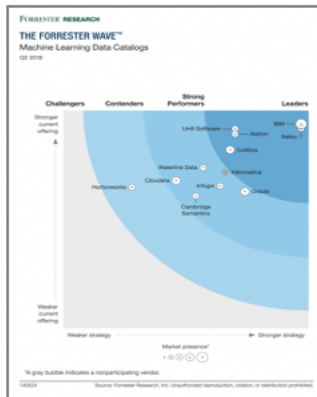 FORRESTER RESEARCH
THE FORRESTER WAVE™
Machine Learning Data Catalogs
Q2 2018
Challengers
Contenders
Strong
Performers
Leaders
Stronger
current
offering
IBM
Reltio
Unifi Software
Alation
Collibra
Waterline Data
Informatica
Cloudera
Hortonworks
Infogix
Oracle
Cambridge
Semantics
Weaker
current
offering
Weaker strategy
Stronger strategy
Market presence*
*A gray bubble indicates a nonparticipating vendor.
Source: Forrester Research, Inc. Unauthorized reproduction, citation, or distribution prohibited.